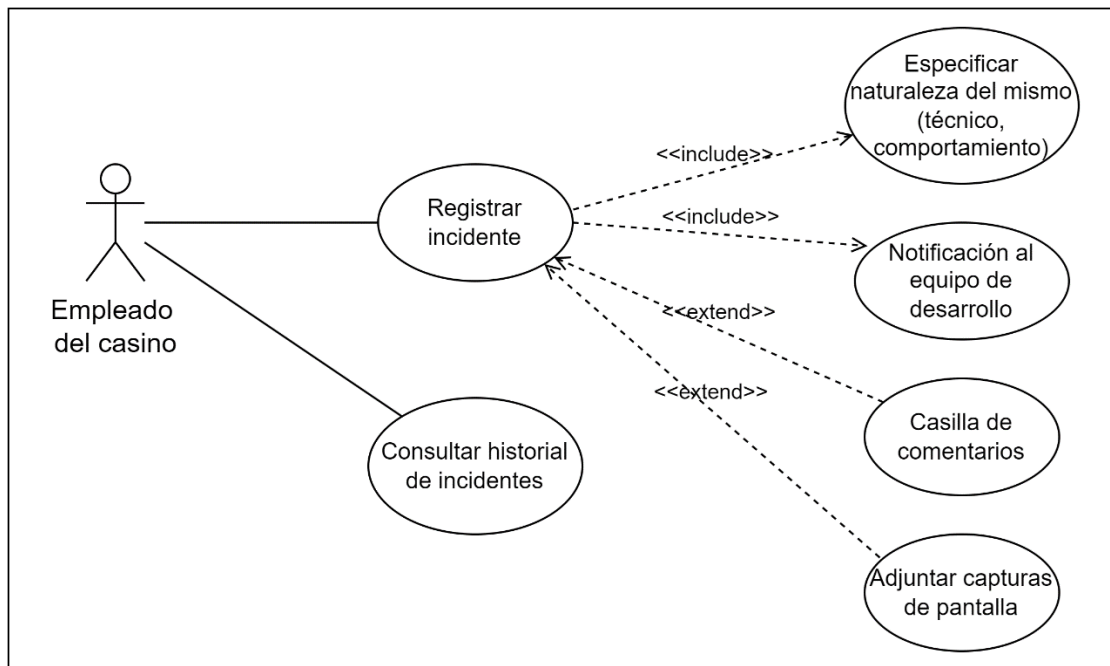 Especificar
naturaleza del mismo
(técnico,
comportamiento)
<<include>>
Registrar
incidente
<<include>>
Notificación al
equipo de
desarrollo
Empleado
del casino
<<extend>>
<<extend>>
Casilla de
comentarios
Consultar historial
de incidentes
Adjuntar capturas
de pantalla